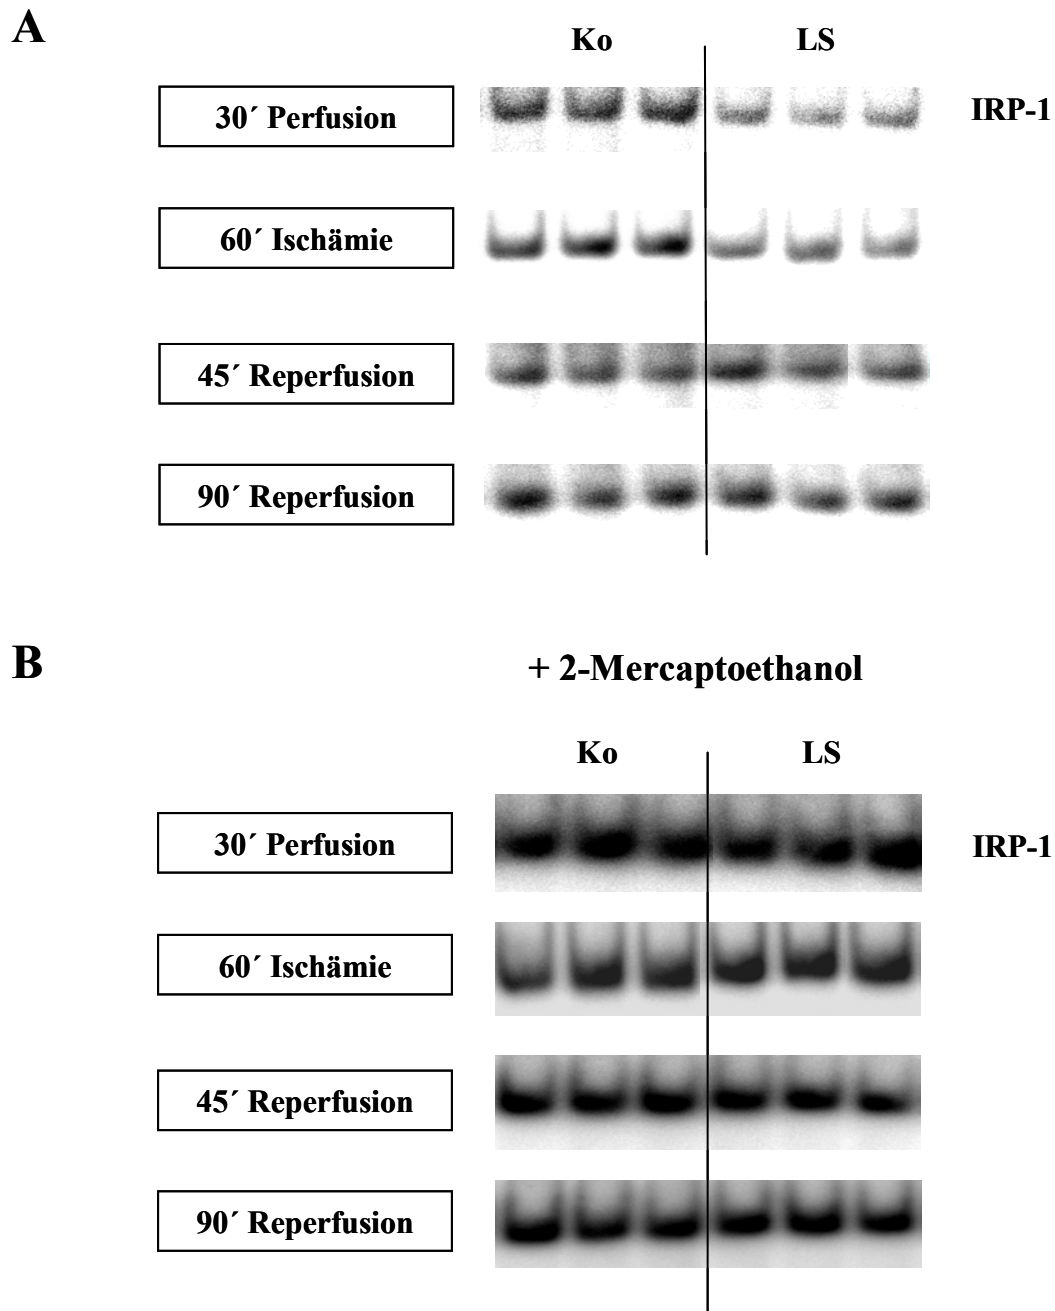 A
Ko LS
30´ Perfusion IRP-1
60´ Ischämie
45´ Reperfusion
90´ Reperfusion
B + 2-Mercaptoethanol
Ko LS
30´ Perfusion IRP-1
60´ Ischämie
45´ Reperfusion
90´ Reperfusion